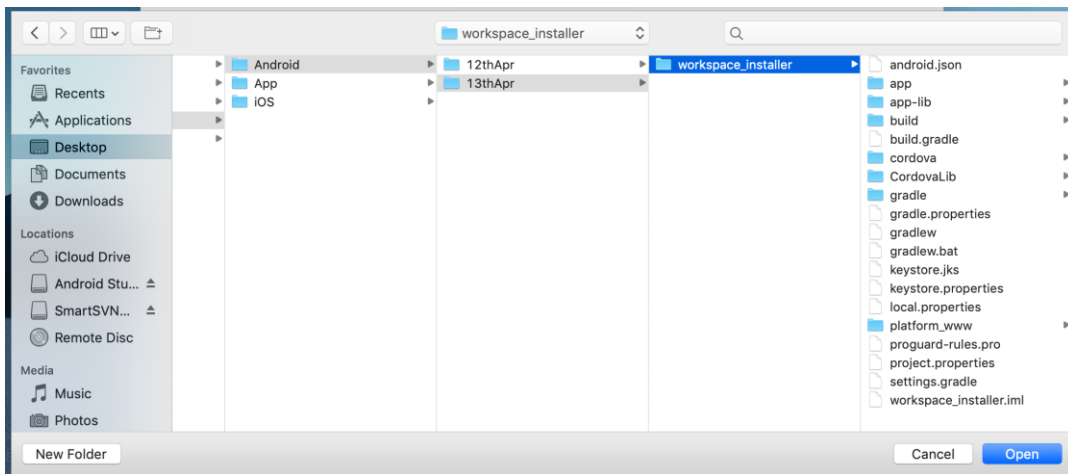 workspace_installer
Favorites
Recents
Applications
Desktop
Documents
Downloads
Locations
iCloud Drive
Android Stu...
SmartSVN...
Remote Disc
Media
Music
Photos
Android
App
iOS
12thApr
13thApr
workspace_installer
android.json
app
app-lib
build
build.gradle
cordova
CordovaLib
gradle
gradle.properties
gradlew
gradlew.bat
keystore.jks
keystore.properties
local.properties
platform_www
proguard-rules.pro
project.properties
settings.gradle
workspace_installer.iml
New Folder
Cancel
Open